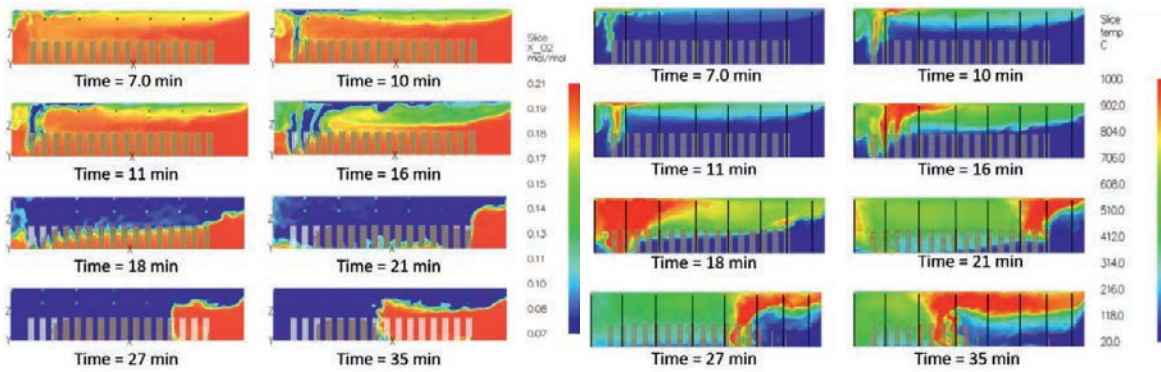 Time = 7.0 min
Time = 10 min
Time = 11 min
Time = 16 min
Time = 18 min
Time = 21 min
Time = 27 min
Time = 35 min
Slice
X_O2
mol/mol
0.21
0.19
0.18
0.17
0.15
0.14
0.13
0.11
0.10
0.08
0.07
Time = 7.0 min
Time = 10 min
Time = 11 min
Time = 16 min
Time = 18 min
Time = 21 min
Time = 27 min
Time = 35 min
Slice
temp
C
1000.
902.0
804.0
706.0
608.0
510.0
412.0
314.0
216.0
118.0
20.0
Z
Y
X